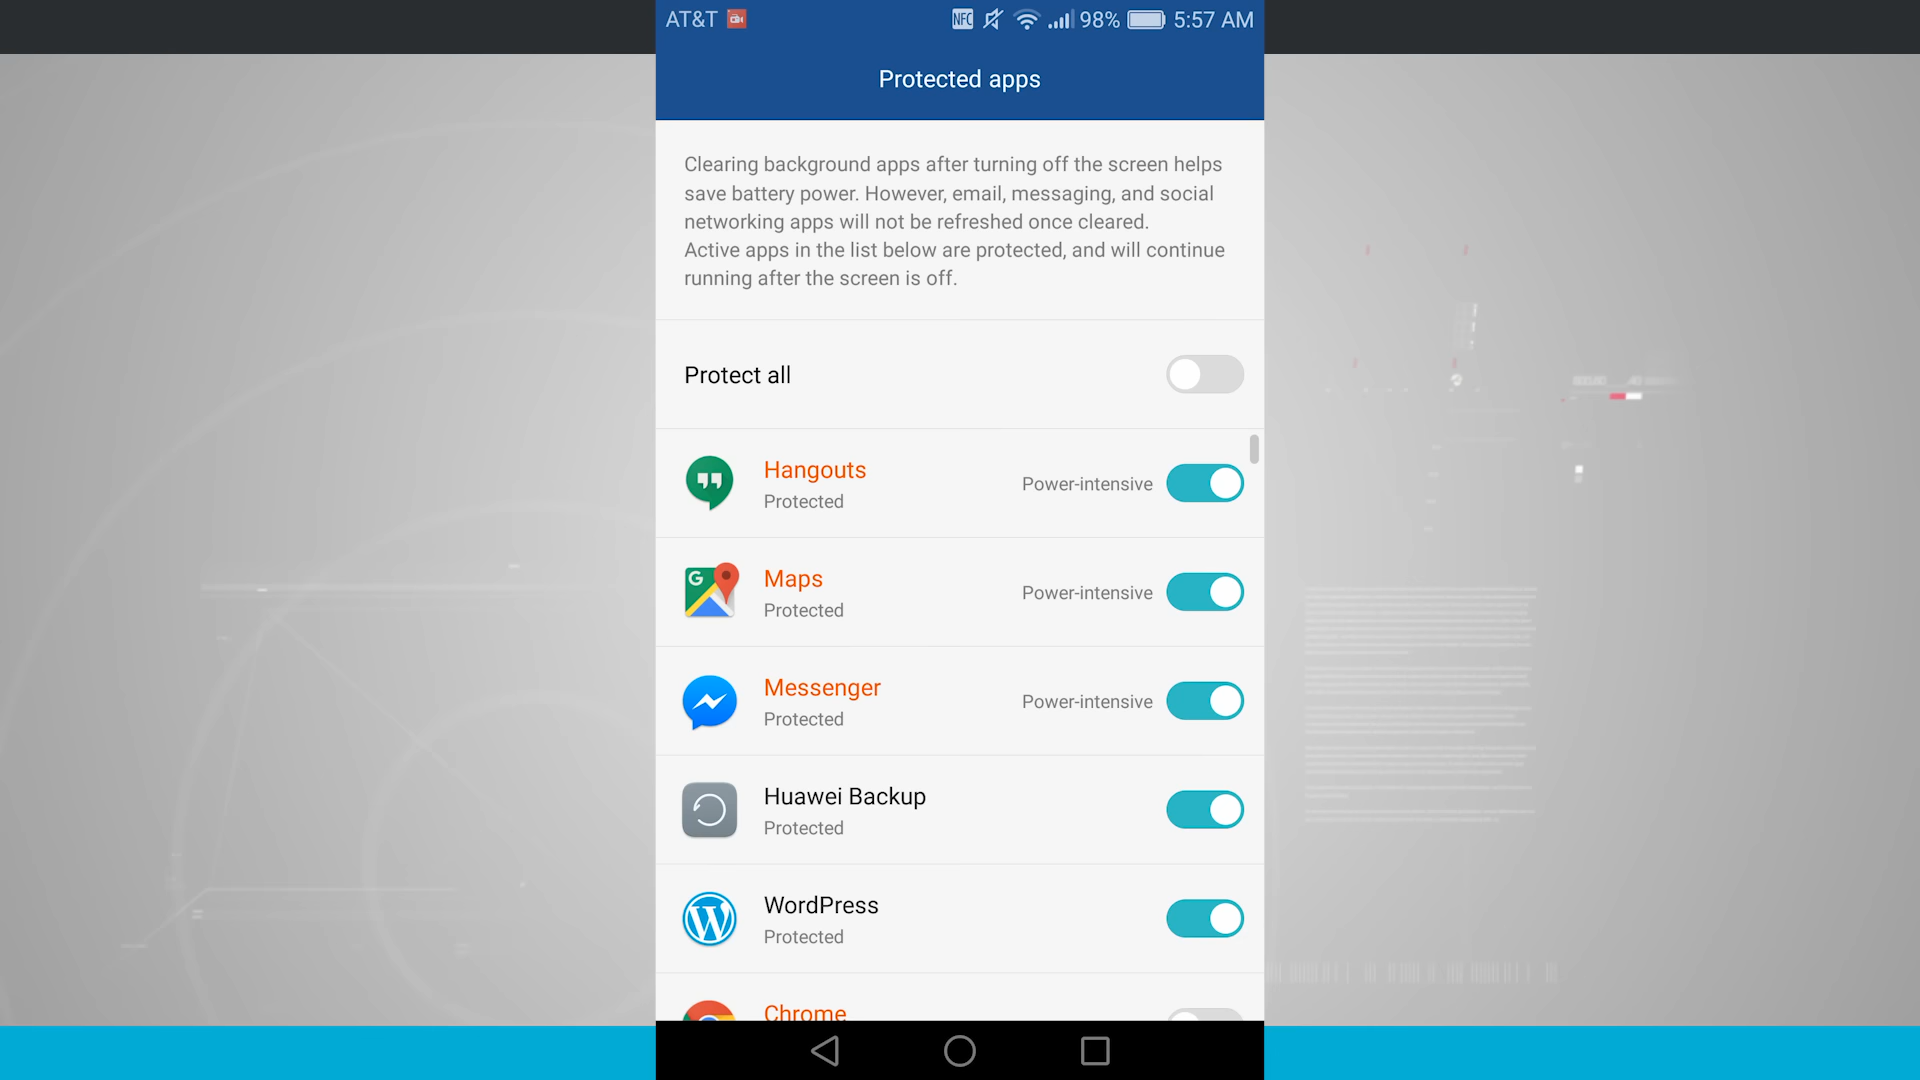 AT&T
NFC 98% 5:57 AM
Protected apps
Clearing background apps after turning off the screen helps
save battery power. However, email, messaging, and social
networking apps will not be refreshed once cleared.
Active apps in the list below are protected, and will continue
running after the screen is off.
Protect all
Hangouts
Protected
Power-intensive
G
Maps
Protected
Power-intensive
Messenger
Protected
Power-intensive
Huawei Backup
Protected
WordPress
Protected
Chrome